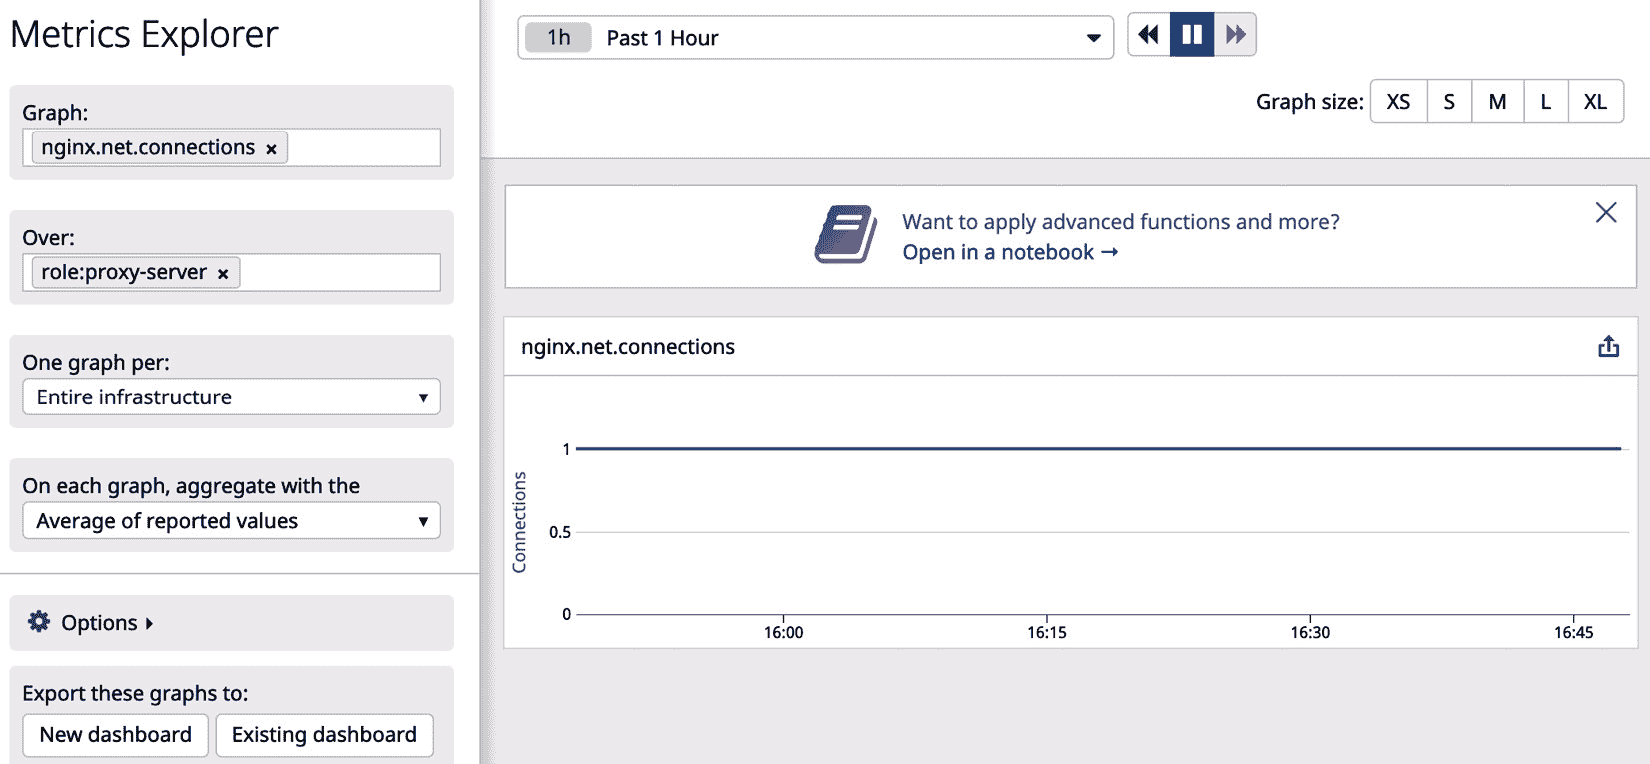 Metrics Explorer
Graph:
nginx.net.connections ×
Over:
role:proxy-server ×
One graph per:
Entire infrastructure
On each graph, aggregate with the
Average of reported values
Options
Export these graphs to:
New dashboard
Existing dashboard
1h Past 1 Hour
Graph size: XS S M L XL
Want to apply advanced functions and more?
Open in a notebook →
nginx.net.connections
Connections
1
0.5
0
16:00 16:15 16:30 16:45